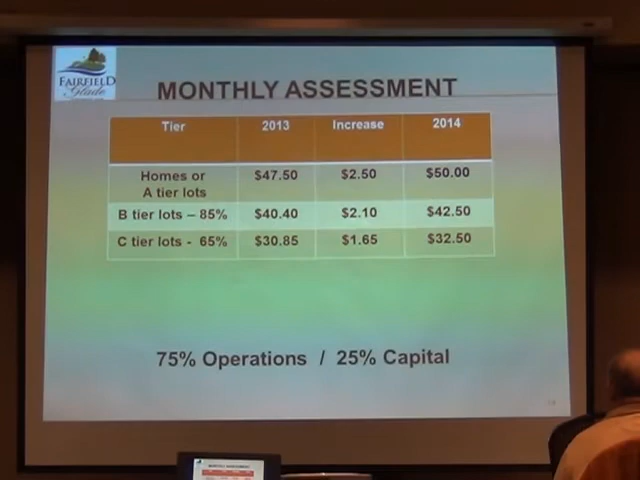 FAIRFIELD
Glade
MONTHLY ASSESSMENT
Tier 2013 Increase 2014
Homes or A tier lots $47.50 $2.50 $50.00
B tier lots – 85% $40.40 $2.10 $42.50
C tier lots - 65% $30.85 $1.65 $32.50
75% Operations / 25% Capital
MONTHLY ASSESSMENT